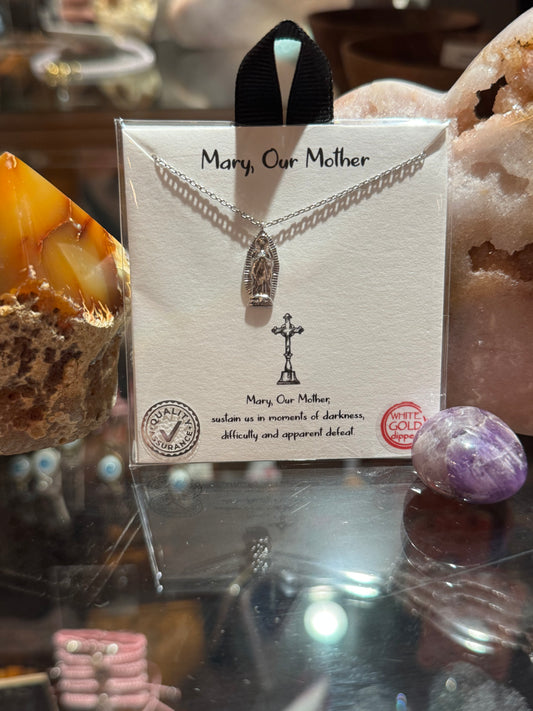 Mary, Our Mother
Mary, Our Mother,
sustain us in moments of darkness,
difficulty and apparent defeat.
QUALITY
ASSURANCE
WHITE
GOLD
dipped